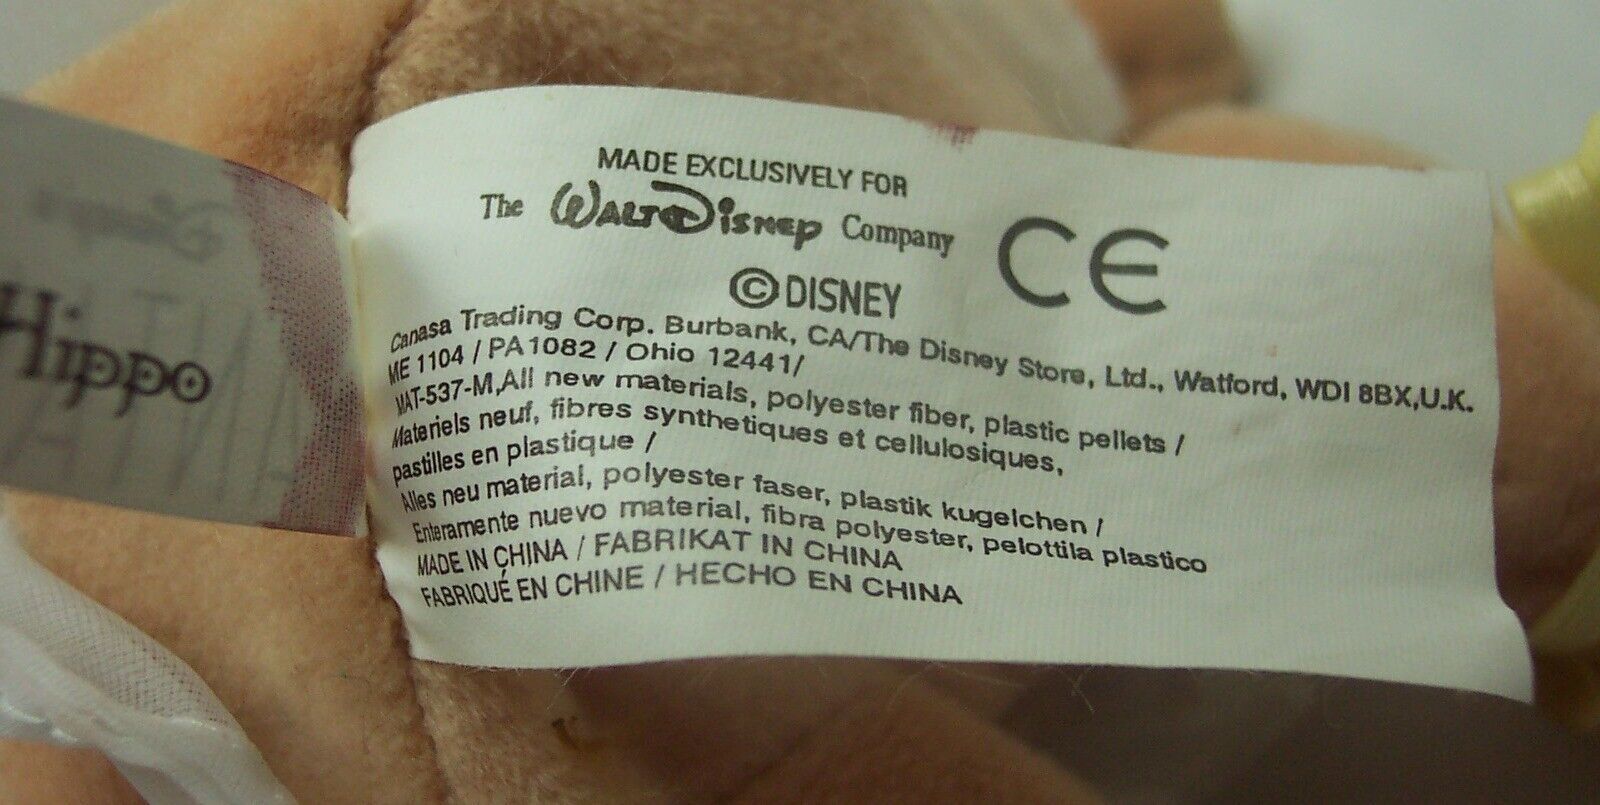 Hippo
MADE EXCLUSIVELY FOR
The WALT DISNEY Company CE
© DISNEY
Canasa Trading Corp. Burbank, CA/The Disney Store, Ltd., Watford, WDI 8BX,U.K.
ME 1104 / PA1082 / Ohio 12441/
MAT-537-M,All new materials, polyester fiber, plastic pellets /
Materiels neuf, fibres synthetiques et cellulosiques,
pastilles en plastique /
Alles neu material, polyester faser, plastik kugelchen /
Enteramente nuevo material, fibra polyester, pelottila plastico
MADE IN CHINA / FABRIKAT IN CHINA
FABRIQUÉ EN CHINE / HECHO EN CHINA